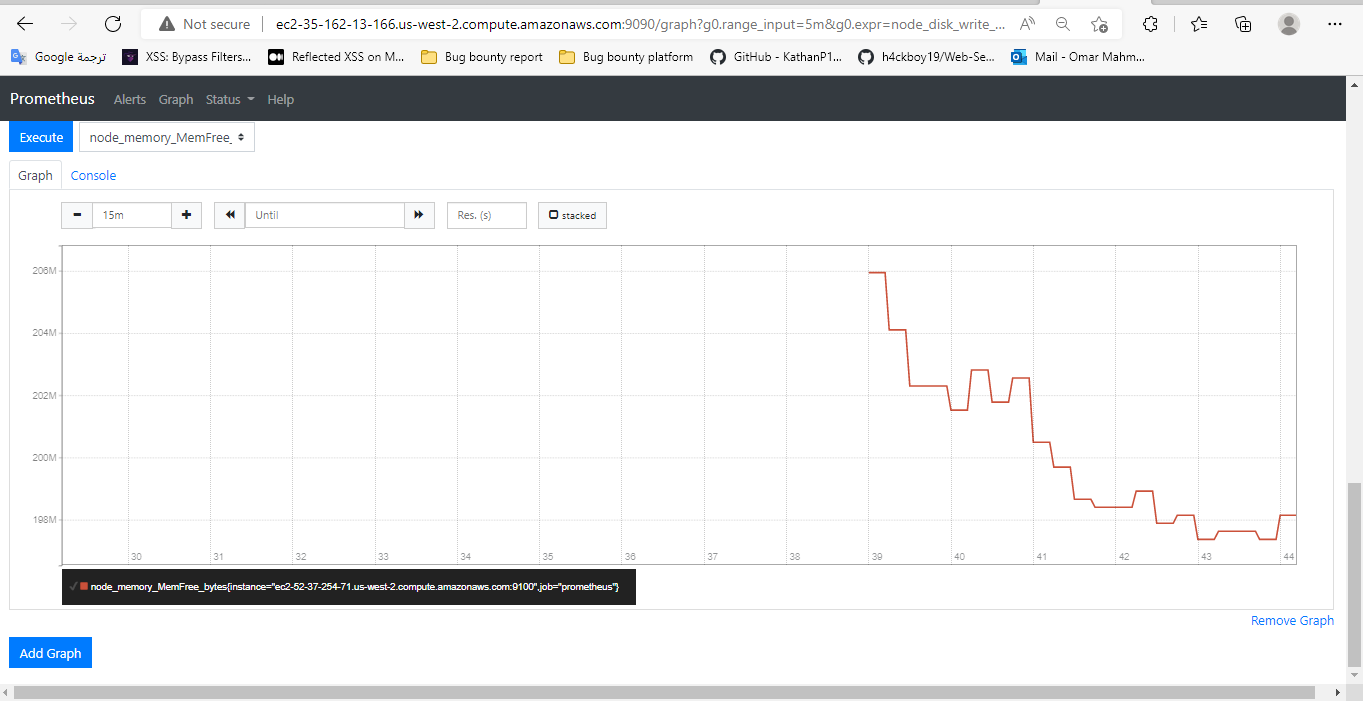 Not secure ec2-35-162-13-166.us-west-2.compute.amazonaws.com:9090/graph?g0.range_input=5m&g0.expr=node_disk_write_...
ترجمة Google XSS: Bypass Filters... Reflected XSS on M... Bug bounty report Bug bounty platform GitHub - KathanP1... h4ckboy19/Web-Se... Mail - Omar Mahm...
Prometheus Alerts Graph Status Help
Execute node_memory_MemFree_
Graph Console
15m Until Res. (s) stacked
206M
204M
202M
200M
198M
30 31 32 33 34 35 36 37 38 39 40 41 42 43 44
node_memory_MemFree_bytes{instance="ec2-52-37-254-71.us-west-2.compute.amazonaws.com:9100",job="prometheus"}
Remove Graph
Add Graph